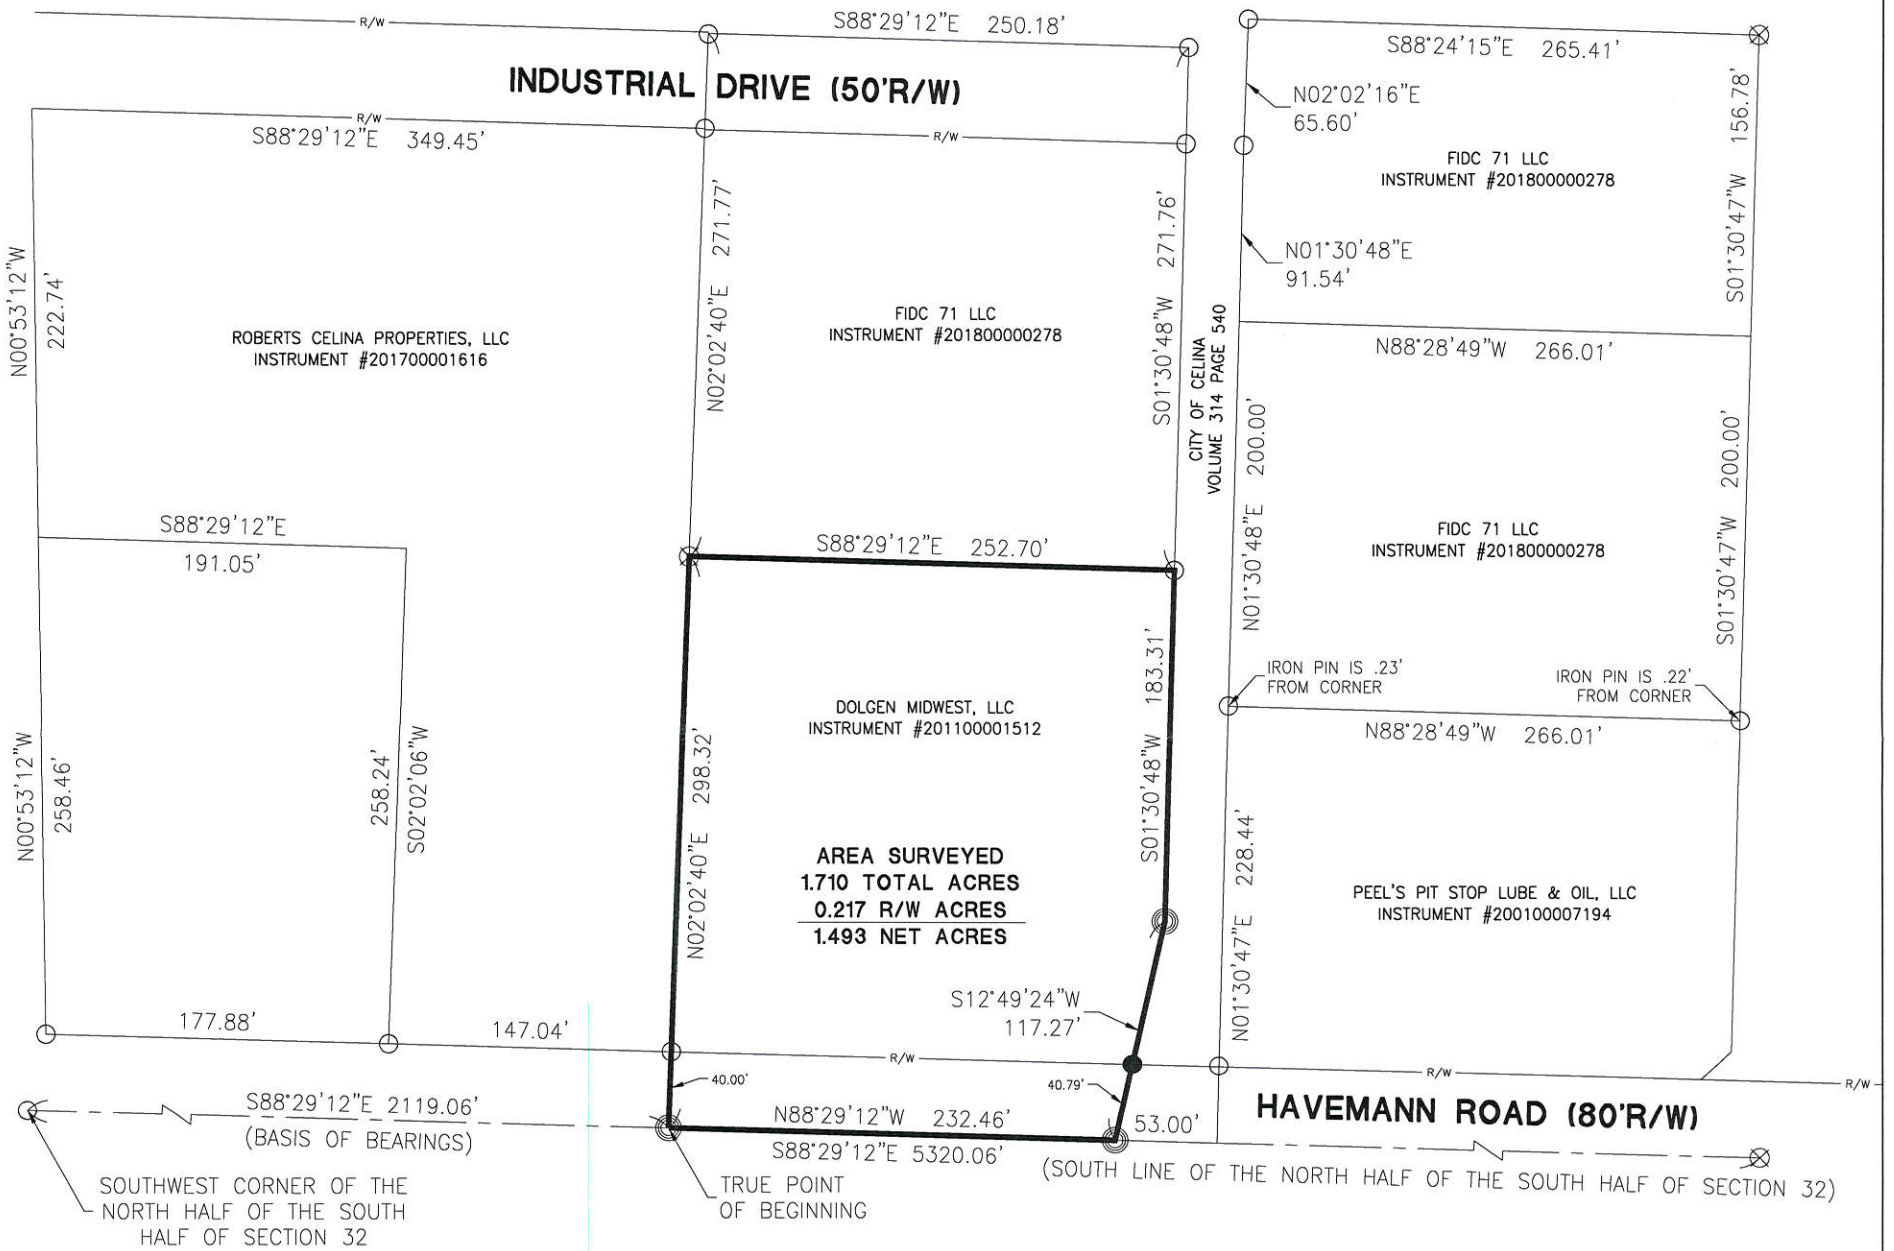 R/W
S88°29'12"E 250.18'
INDUSTRIAL DRIVE (50'R/W)
S88°24'15"E 265.41'
N02°02'16"E
65.60'
S01°30'47"W 156.78'
R/W
S88°29'12"E 349.45'
R/W
FIDC 71 LLC
INSTRUMENT #201800000278
N01°30'48"E
91.54'
N00°53'12"W
222.74'
ROBERTS CELINA PROPERTIES, LLC
INSTRUMENT #201700001616
N02°02'40"E 271.77'
FIDC 71 LLC
INSTRUMENT #201800000278
S01°30'48"W 271.76'
CITY OF CELINA
VOLUME 314 PAGE 540
N88°28'49"W 266.01'
N01°30'48"E 200.00'
FIDC 71 LLC
INSTRUMENT #201800000278
S01°30'47"W 200.00'
S88°29'12"E
191.05'
S88°29'12"E 252.70'
IRON PIN IS .23'
FROM CORNER
IRON PIN IS .22'
FROM CORNER
N88°28'49"W 266.01'
N00°53'12"W
258.46'
258.24'
S02°02'06"W
N02°02'40"E 298.32'
DOLGEN MIDWEST, LLC
INSTRUMENT #201100001512
S01°30'48"W 183.31'
AREA SURVEYED
1.710 TOTAL ACRES
0.217 R/W ACRES
1.493 NET ACRES
N01°30'47"E 228.44'
PEEL'S PIT STOP LUBE & OIL, LLC
INSTRUMENT #200100007194
S12°49'24"W
117.27'
177.88'
147.04'
R/W
R/W
R/W
40.00'
40.79'
S88°29'12"E 2119.06'
(BASIS OF BEARINGS)
N88°29'12"W 232.46'
53.00'
HAVEMANN ROAD (80'R/W)
S88°29'12"E 5320.06'
(SOUTH LINE OF THE NORTH HALF OF THE SOUTH HALF OF SECTION 32)
SOUTHWEST CORNER OF THE
NORTH HALF OF THE SOUTH
HALF OF SECTION 32
TRUE POINT
OF BEGINNING